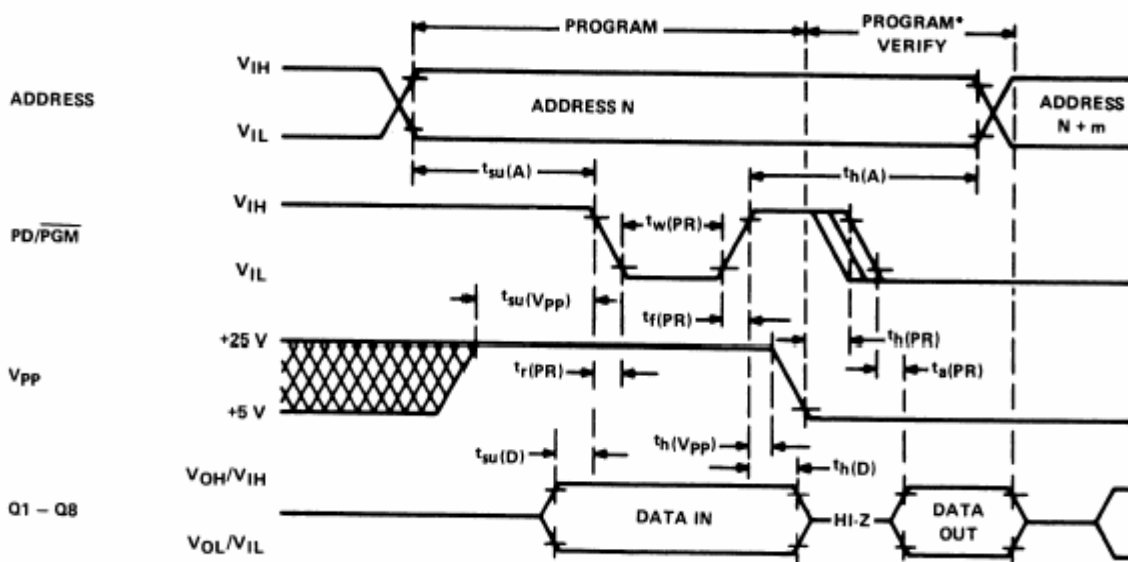 PROGRAM
PROGRAM*
VERIFY
ADDRESS
VIH
VIL
ADDRESS N
ADDRESS
N + m
tsu(A)
th(A)
PD/PGM
VIH
VIL
tw(PR)
tsu(VPP)
tf(PR)
th(PR)
VPP
+25 V
+5 V
tr(PR)
ta(PR)
tsu(D)
th(VPP)
th(D)
Q1 – Q8
VOH/VIH
VOL/VIL
DATA IN
HI-Z
DATA
OUT